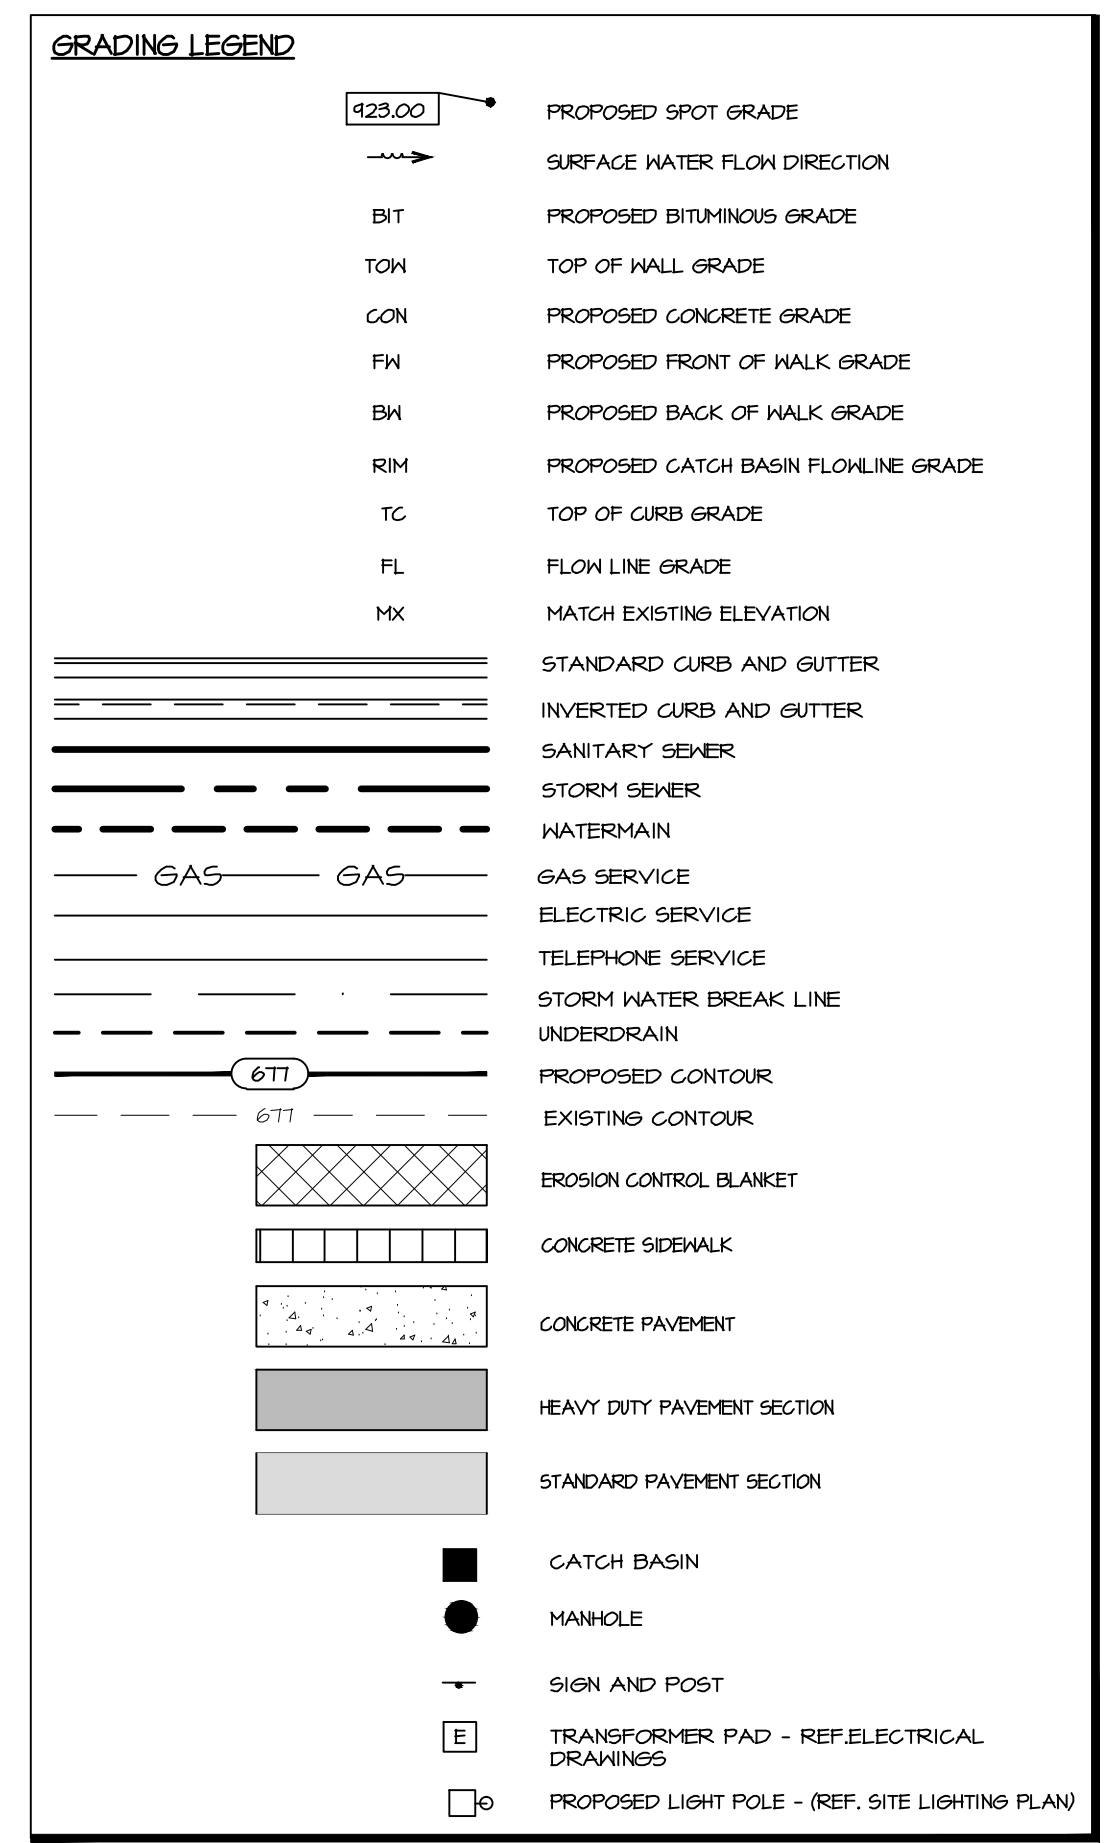 GRADING LEGEND
923.00 PROPOSED SPOT GRADE
SURFACE WATER FLOW DIRECTION
BIT PROPOSED BITUMINOUS GRADE
TOW TOP OF WALL GRADE
CON PROPOSED CONCRETE GRADE
FW PROPOSED FRONT OF WALK GRADE
BW PROPOSED BACK OF WALK GRADE
RIM PROPOSED CATCH BASIN FLOWLINE GRADE
TC TOP OF CURB GRADE
FL FLOW LINE GRADE
MX MATCH EXISTING ELEVATION
STANDARD CURB AND GUTTER
INVERTED CURB AND GUTTER
SANITARY SEWER
STORM SEWER
WATERMAIN
GAS GAS GAS SERVICE
ELECTRIC SERVICE
TELEPHONE SERVICE
STORM WATER BREAK LINE
UNDERDRAIN
677 PROPOSED CONTOUR
677 EXISTING CONTOUR
EROSION CONTROL BLANKET
CONCRETE SIDEWALK
CONCRETE PAVEMENT
HEAVY DUTY PAVEMENT SECTION
STANDARD PAVEMENT SECTION
CATCH BASIN
MANHOLE
SIGN AND POST
E TRANSFORMER PAD - REF.ELECTRICAL
DRAWINGS
PROPOSED LIGHT POLE - (REF. SITE LIGHTING PLAN)